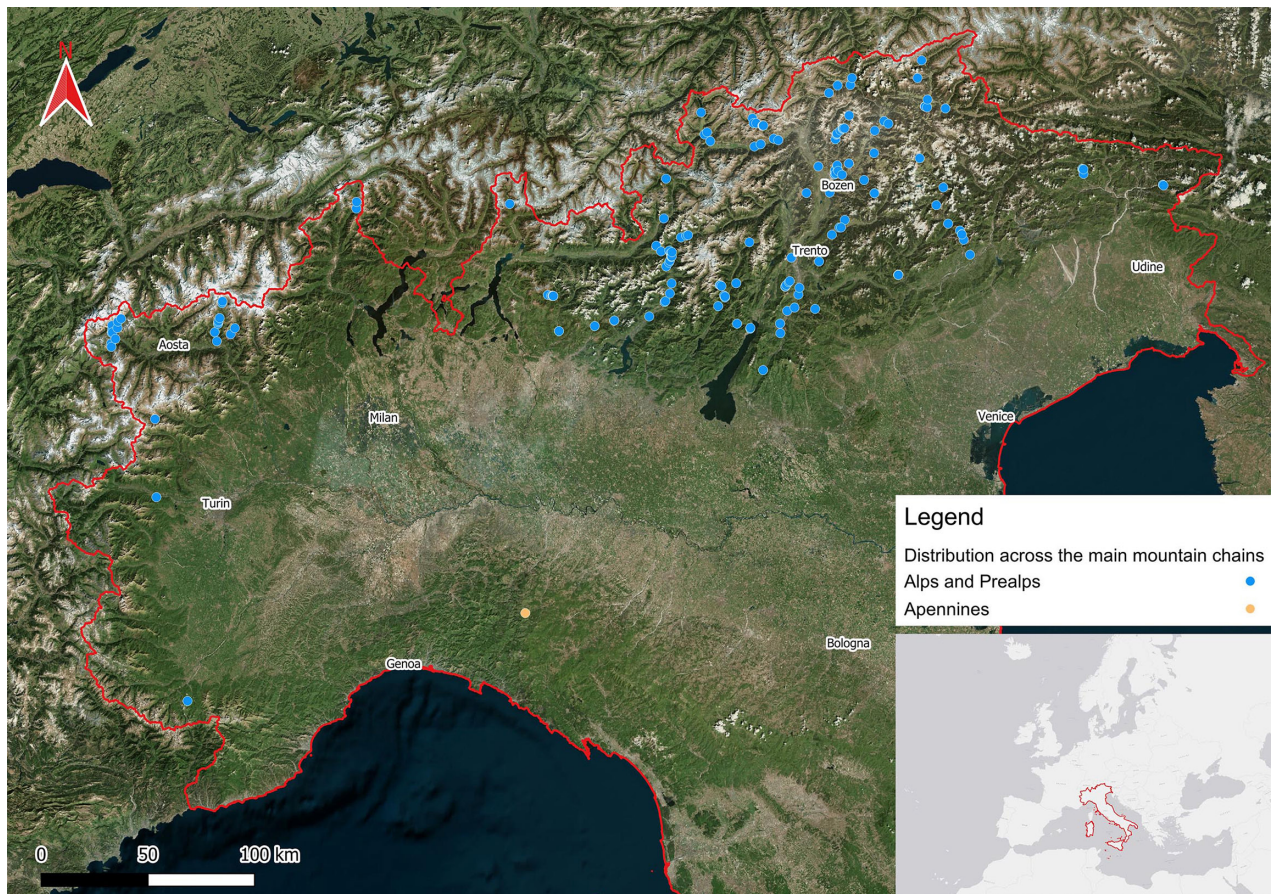 N
Bozen
Trento
Udine
Aosta
Milan
Venice
Turin
Legend
Distribution across the main mountain chains
Alps and Prealps
Apennines
Bologna
Genoa
0 50 100 km